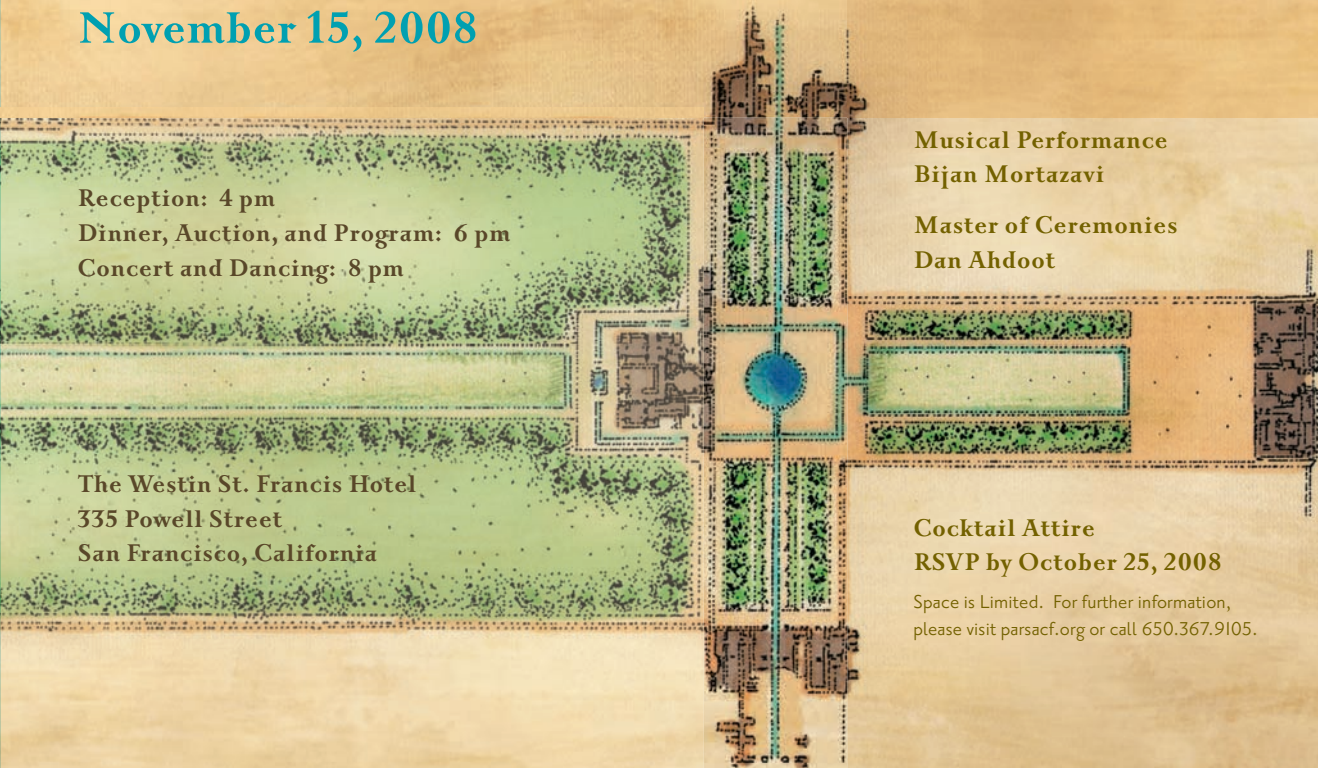 November 15, 2008
Reception: 4 pm
Dinner, Auction, and Program: 6 pm
Concert and Dancing: 8 pm
The Westin St. Francis Hotel
335 Powell Street
San Francisco, California
Musical Performance
Bijan Mortazavi
Master of Ceremonies
Dan Ahdoot
Cocktail Attire
RSVP by October 25, 2008
Space is Limited. For further information,
please visit parsacf.org or call 650.367.9105.